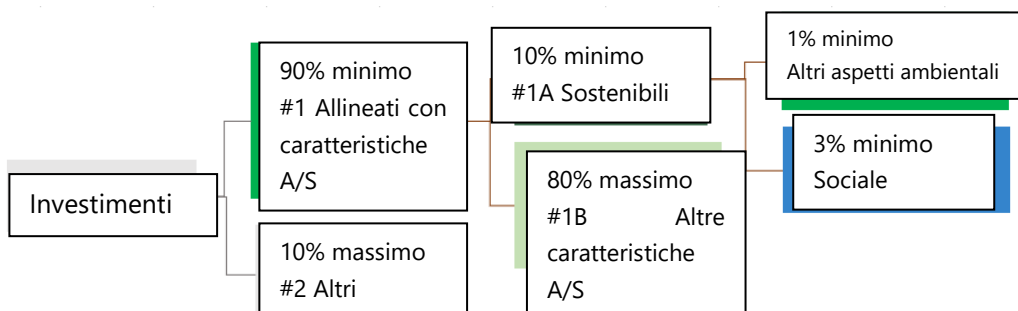 Investimenti
90% minimo
#1 Allineati con
caratteristiche
A/S
10% massimo
#2 Altri
10% minimo
#1A Sostenibili
80% massimo
#1B Altre
caratteristiche
A/S
1% minimo
Altri aspetti ambientali
3% minimo
Sociale